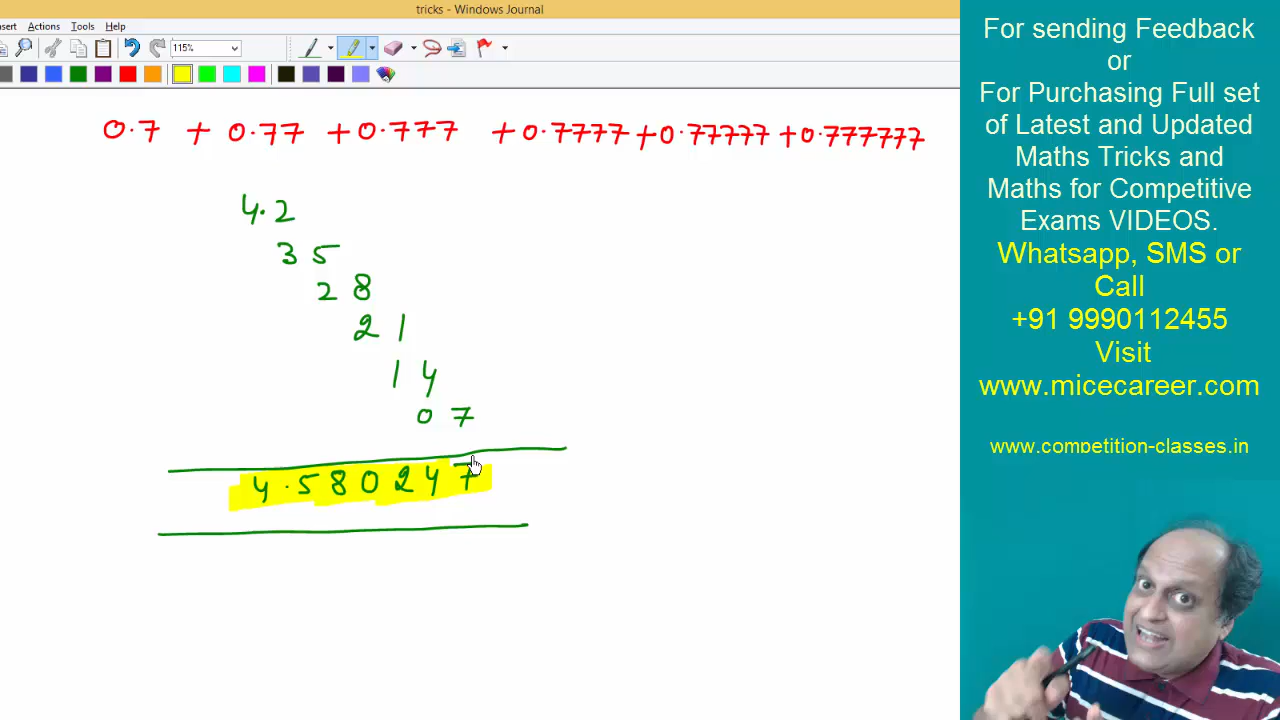 tricks - Windows Journal
nsert Actions Tools Help
115%
0.7 + 0.77 + 0.777 + 0.7777 + 0.77777 + 0.777777
4.2
3 5
2 8
2 1
1 4
0 7
4.580247
For sending Feedback
or
For Purchasing Full set
of Latest and Updated
Maths Tricks and
Maths for Competitive
Exams VIDEOS.
Whatsapp, SMS or
Call
+91 9990112455
Visit
www.micecareer.com
www.competition-classes.in